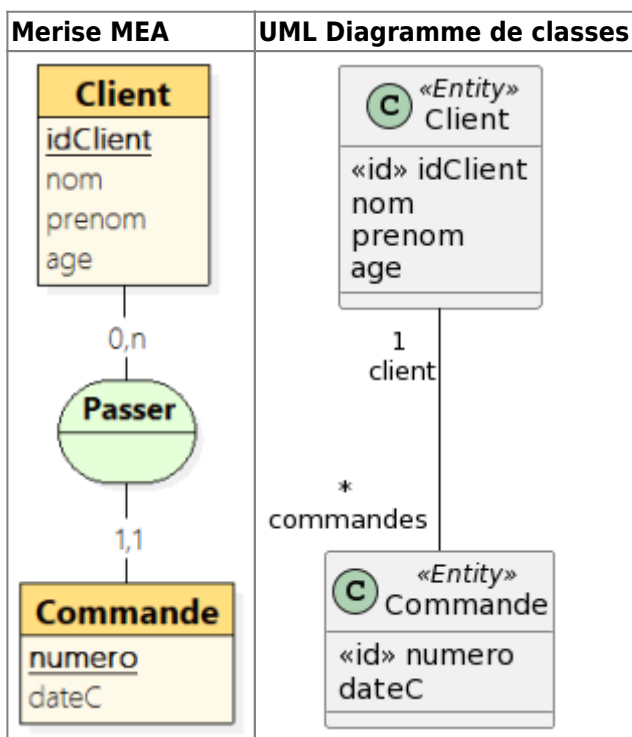 Merise MEA
UML Diagramme de classes
Client
idClient
nom
prenom
age
0,n
Passer
1,1
Commande
numero
dateC
C
«Entity»
Client
«id» idClient
nom
prenom
age
1
client
*
commandes
C
«Entity»
Commande
«id» numero
dateC